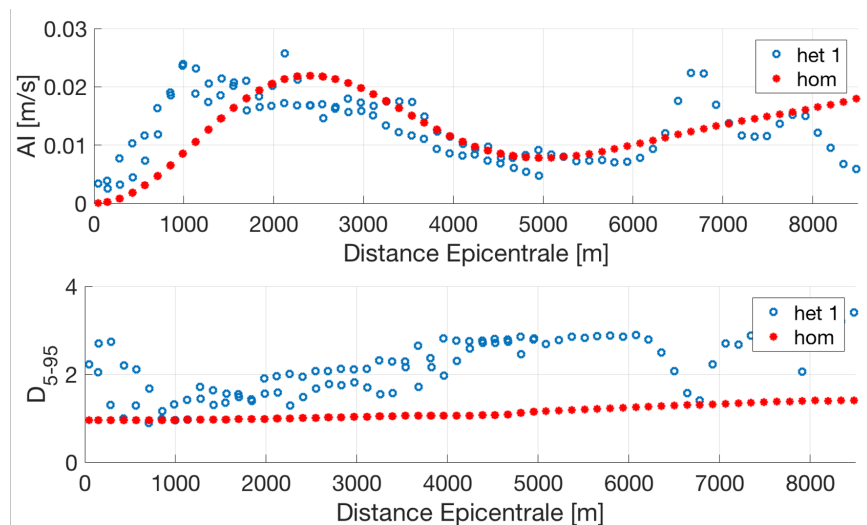 0.03
0.02
0.01
0
AI [m/s]
het 1
hom
0 1000 2000 3000 4000 5000 6000 7000 8000
Distance Epicentrale [m]
4
2
0
D5-95
het 1
hom
0 1000 2000 3000 4000 5000 6000 7000 8000
Distance Epicentrale [m]